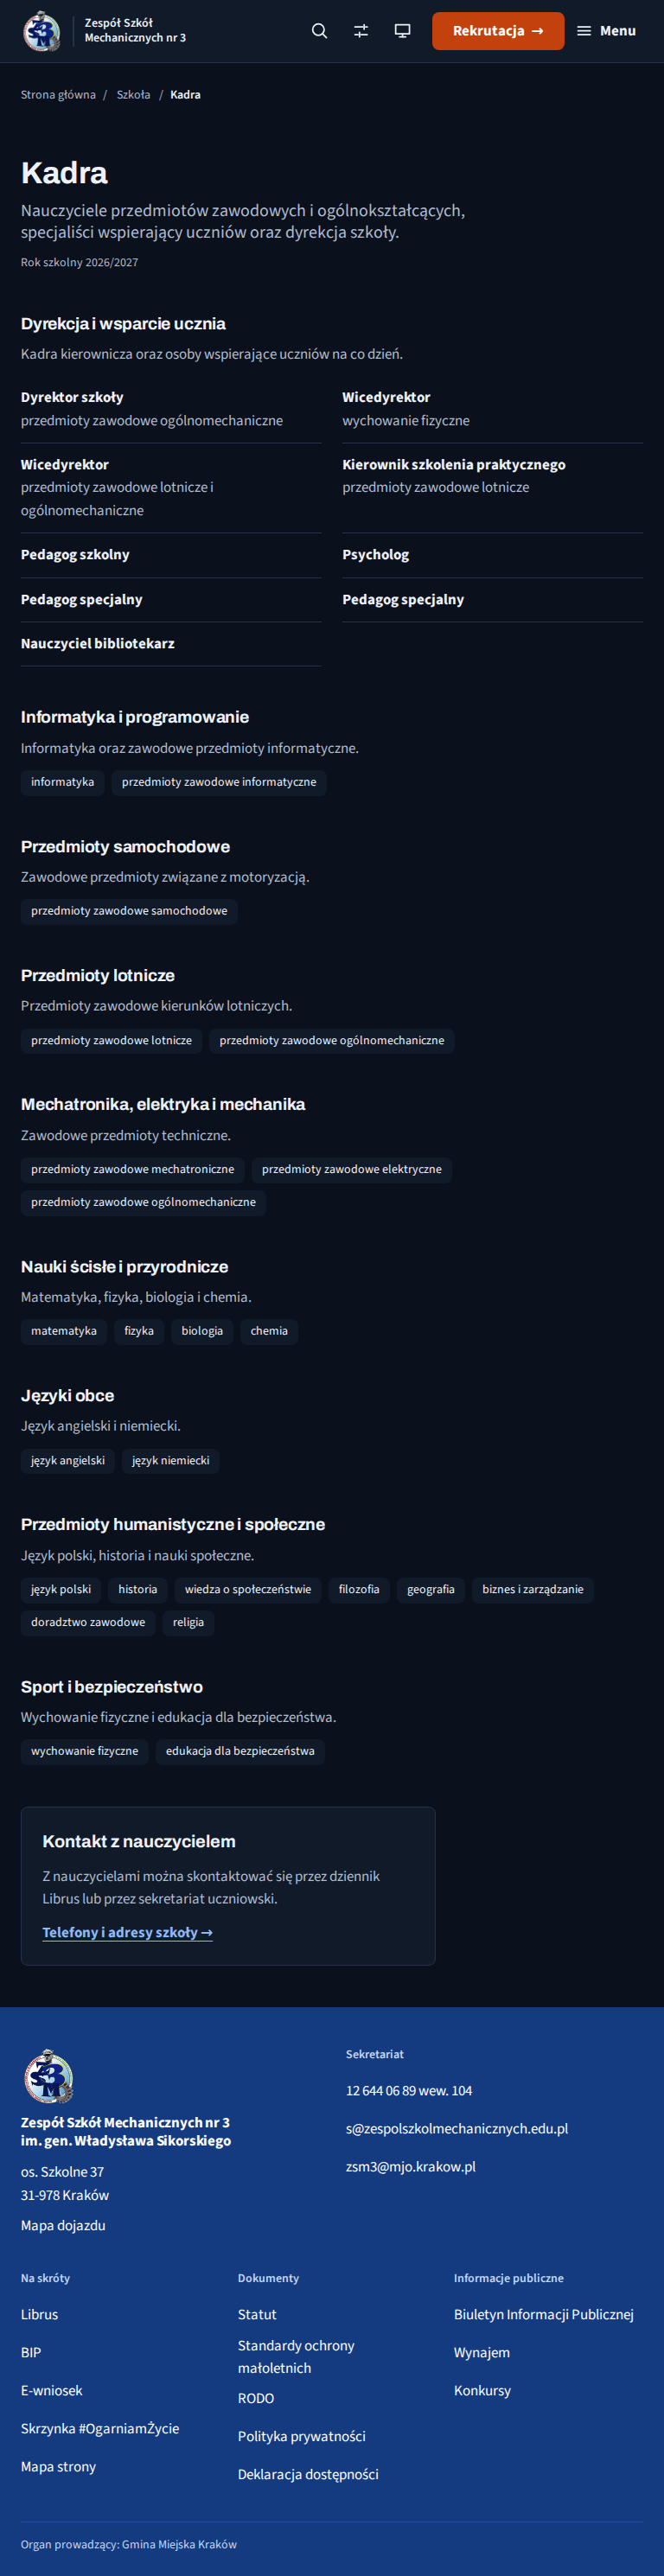 Zespół Szkół
Mechanicznych nr 3
Rekrutacja →
Menu
Strona główna / Szkoła / Kadra
Kadra
Nauczyciele przedmiotów zawodowych i ogólnokształcących,
specjaliści wspierający uczniów oraz dyrekcja szkoły.
Rok szkolny 2026/2027
Dyrekcja i wsparcie ucznia
Kadra kierownicza oraz osoby wspierające uczniów na co dzień.
Dyrektor szkoły
przedmioty zawodowe ogólnomechaniczne
Wicedyrektor
wychowanie fizyczne
Wicedyrektor
przedmioty zawodowe lotnicze i
ogólnomechaniczne
Kierownik szkolenia praktycznego
przedmioty zawodowe lotnicze
Pedagog szkolny
Psycholog
Pedagog specjalny
Pedagog specjalny
Nauczyciel bibliotekarz
Informatyka i programowanie
Informatyka oraz zawodowe przedmioty informatyczne.
informatyka
przedmioty zawodowe informatyczne
Przedmioty samochodowe
Zawodowe przedmioty związane z motoryzacją.
przedmioty zawodowe samochodowe
Przedmioty lotnicze
Przedmioty zawodowe kierunków lotniczych.
przedmioty zawodowe lotnicze
przedmioty zawodowe ogólnomechaniczne
Mechatronika, elektryka i mechanika
Zawodowe przedmioty techniczne.
przedmioty zawodowe mechatroniczne
przedmioty zawodowe elektryczne
przedmioty zawodowe ogólnomechaniczne
Nauki ścisłe i przyrodnicze
Matematyka, fizyka, biologia i chemia.
matematyka
fizyka
biologia
chemia
Języki obce
Język angielski i niemiecki.
język angielski
język niemiecki
Przedmioty humanistyczne i społeczne
Język polski, historia i nauki społeczne.
język polski
historia
wiedza o społeczeństwie
filozofia
geografia
biznes i zarządzanie
doradztwo zawodowe
religia
Sport i bezpieczeństwo
Wychowanie fizyczne i edukacja dla bezpieczeństwa.
wychowanie fizyczne
edukacja dla bezpieczeństwa
Kontakt z nauczycielem
Z nauczycielami można skontaktować się przez dziennik
Librus lub przez sekretariat uczniowski.
Telefony i adresy szkoły →
Zespół Szkół Mechanicznych nr 3
im. gen. Władysława Sikorskiego
os. Szkolne 37
31-978 Kraków
Mapa dojazdu
Sekretariat
12 644 06 89 wew. 104
s@zespolszkolmechanicznych.edu.pl
zsm3@mjo.krakow.pl
Na skróty
Librus
BIP
E-wniosek
Skrzynka #OgarniamŻycie
Mapa strony
Dokumenty
Statut
Standardy ochrony
małoletnich
RODO
Polityka prywatności
Deklaracja dostępności
Informacje publiczne
Biuletyn Informacji Publicznej
Wynajem
Konkursy
Organ prowadzący: Gmina Miejska Kraków